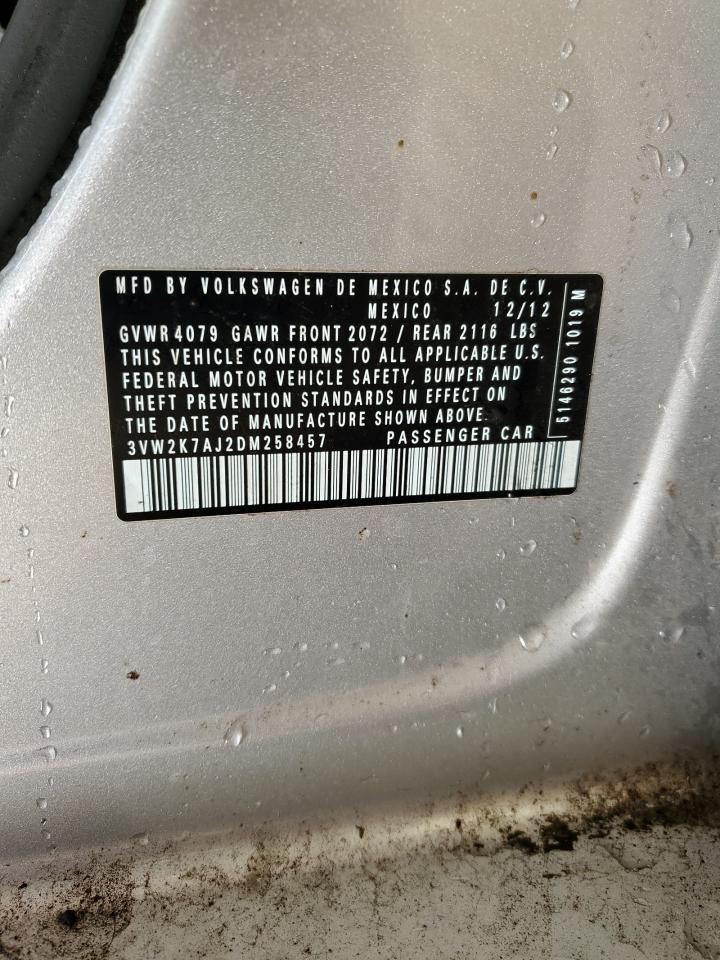 MFD BY VOLKSWAGEN DE MEXICO S.A. DE C.V.
MEXICO 12/12
GVWR 4079 GAWR FRONT 2072 / REAR 2116 LBS
THIS VEHICLE CONFORMS TO ALL APPLICABLE U.S.
FEDERAL MOTOR VEHICLE SAFETY, BUMPER AND
THEFT PREVENTION STANDARDS IN EFFECT ON
THE DATE OF MANUFACTURE SHOWN ABOVE.
3VW2K7AJ2DM258457 PASSENGER CAR
5146290 1019 M